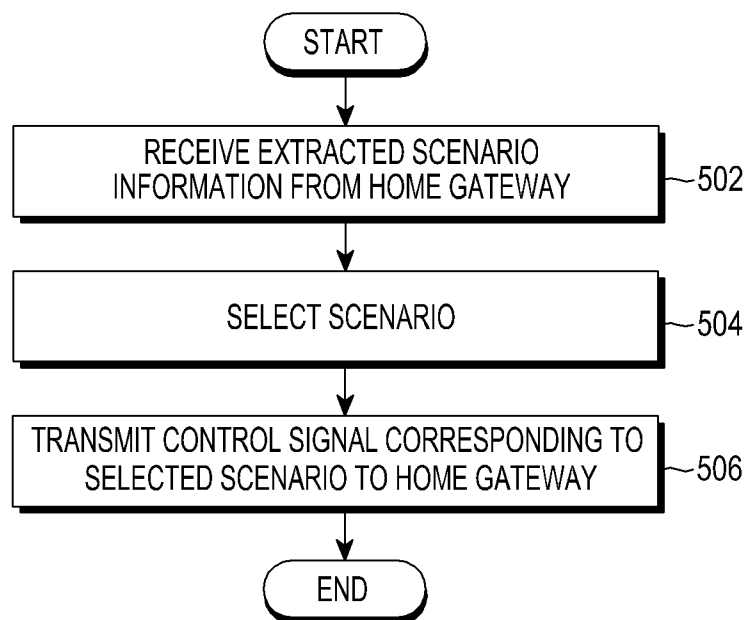 START
RECEIVE EXTRACTED SCENARIO
INFORMATION FROM HOME GATEWAY
502
SELECT SCENARIO
504
TRANSMIT CONTROL SIGNAL CORRESPONDING TO
SELECTED SCENARIO TO HOME GATEWAY
506
END